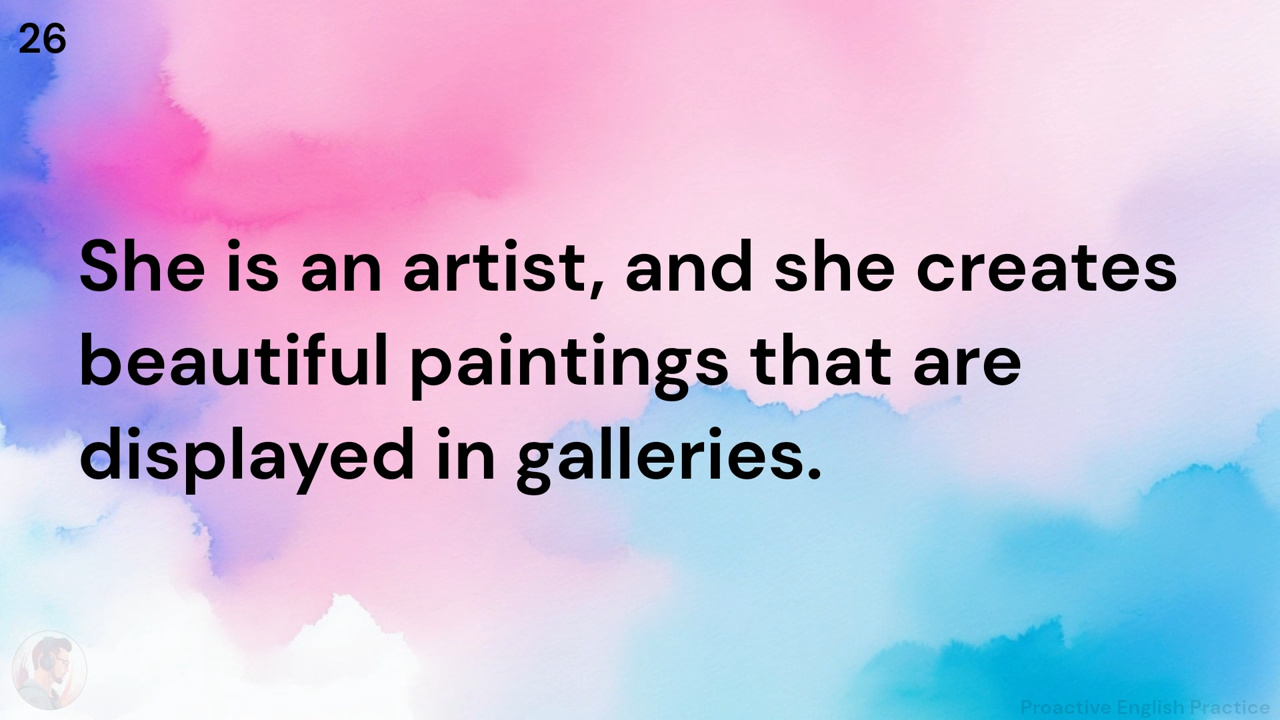 26
She is an artist, and she creates
beautiful paintings that are
displayed in galleries.
Proactive English Practice